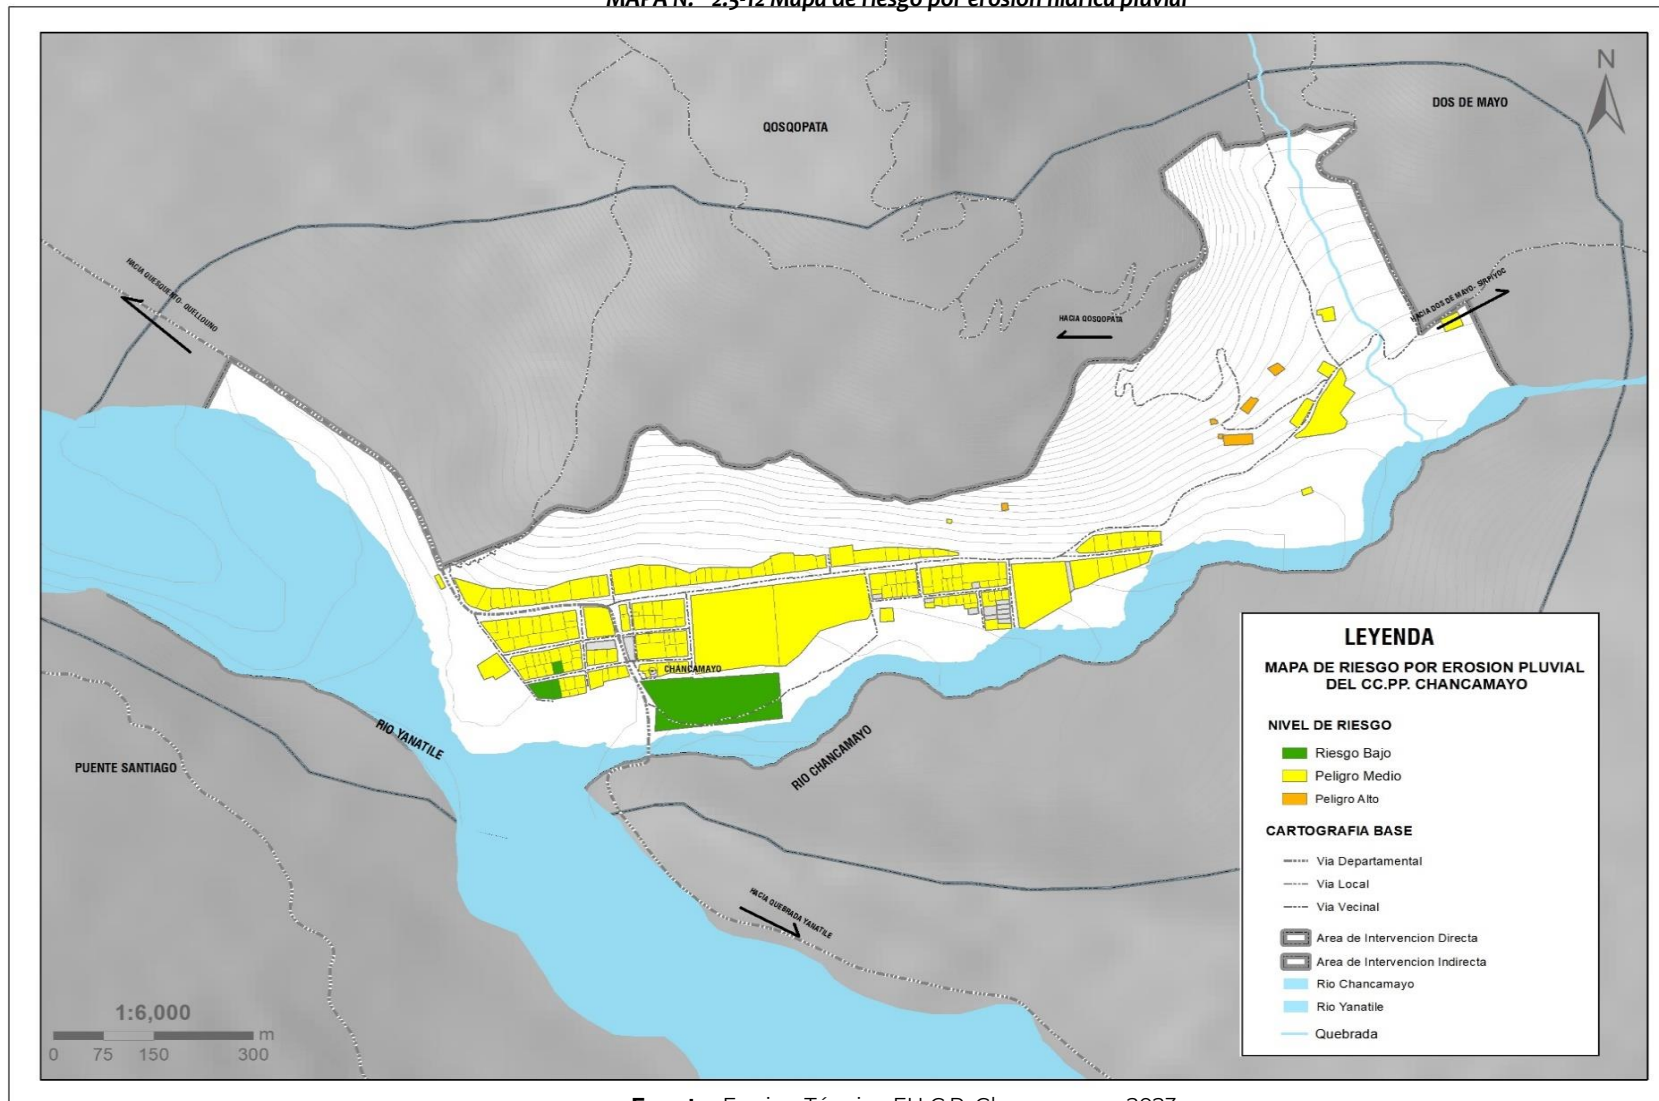 MAPA N.° 2.3-12 Mapa de riesgo por erosión hídrica pluvial
N
DOS DE MAYO
QOSQOPATA
HACIA QUESQUENTO- QUELLOUNO
HACIA DOS DE MAYO- SIRPIYOC
HACIA QOSQOPATA
CHANCAMAYO
RIO YANATILE
PUENTE SANTIAGO
RIO CHANCAMAYO
HACIA QUEBRADA YANATILE
1:6,000
m
0 75 150 300
LEYENDA
MAPA DE RIESGO POR EROSION PLUVIAL
DEL CC.PP. CHANCAMAYO
NIVEL DE RIESGO
Riesgo Bajo
Peligro Medio
Peligro Alto
CARTOGRAFIA BASE
Via Departamental
Via Local
Via Vecinal
Area de Intervencion Directa
Area de Intervencion Indirecta
Rio Chancamayo
Rio Yanatile
Quebrada